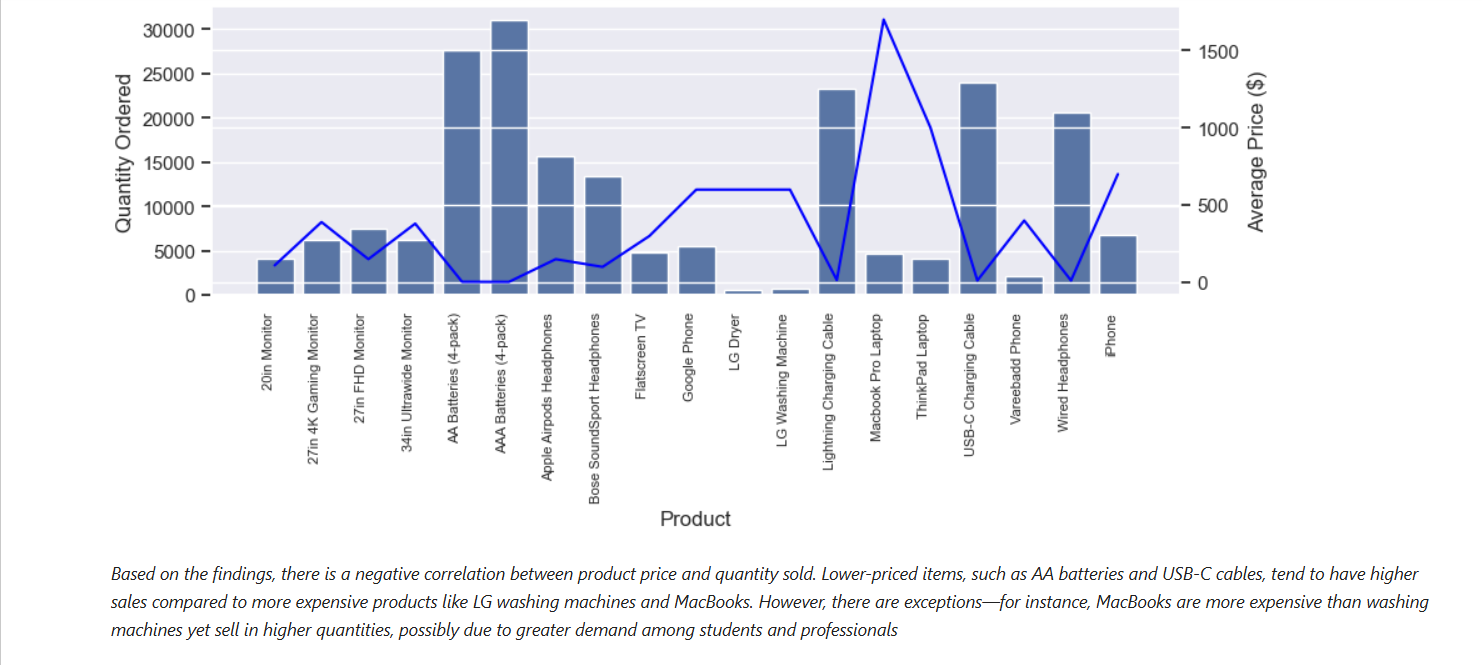 30000
25000
20000
15000
10000
5000
0
Quantity Ordered
1500
1000
500
0
Average Price ($)
20in Monitor
27in 4K Gaming Monitor
27in FHD Monitor
34in Ultrawide Monitor
AA Batteries (4-pack)
AAA Batteries (4-pack)
Apple Airpods Headphones
Bose SoundSport Headphones
Flatscreen TV
Google Phone
LG Dryer
LG Washing Machine
Lightning Charging Cable
Macbook Pro Laptop
ThinkPad Laptop
USB-C Charging Cable
Vareebadd Phone
Wired Headphones
iPhone
Product
Based on the findings, there is a negative correlation between product price and quantity sold. Lower-priced items, such as AA batteries and USB-C cables, tend to have higher
sales compared to more expensive products like LG washing machines and MacBooks. However, there are exceptions—for instance, MacBooks are more expensive than washing
machines yet sell in higher quantities, possibly due to greater demand among students and professionals